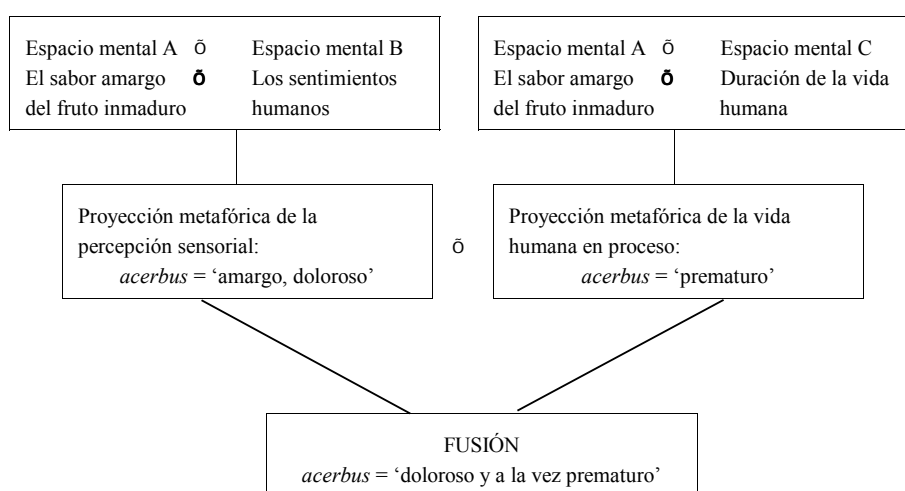 Espacio mental A Õ Espacio mental B
El sabor amargo Õ Los sentimientos
del fruto inmaduro humanos
Espacio mental A Õ Espacio mental C
El sabor amargo Õ Duración de la vida
del fruto inmaduro humana
Proyección metafórica de la
percepción sensorial:
acerbus = ‘amargo, doloroso’
Õ
Proyección metafórica de la vida
humana en proceso:
acerbus = ‘prematuro’
FUSIÓN
acerbus = ‘doloroso y a la vez prematuro’